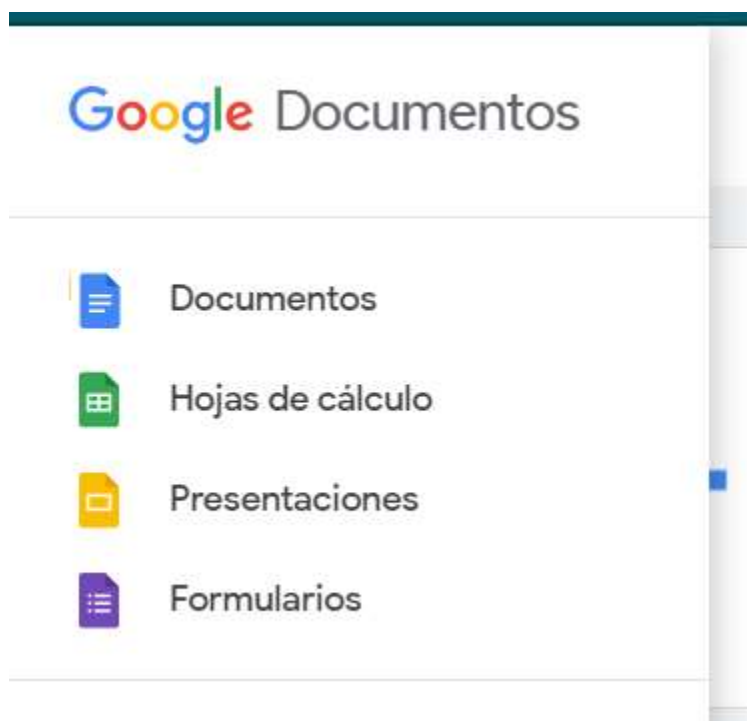 Google Documentos
Documentos
Hojas de cálculo
Presentaciones
Formularios